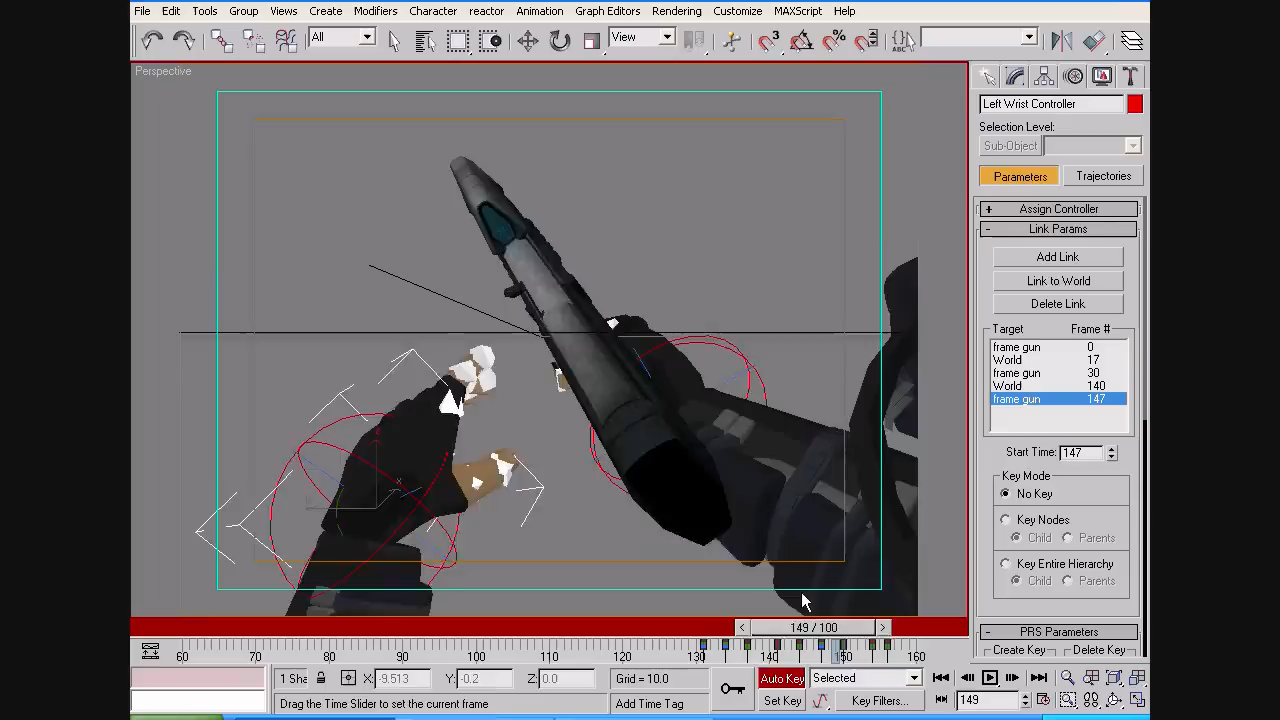 File Edit Tools Group Views Create Modifiers Character reactor Animation Graph Editors Rendering Customize MAXScript Help
All View 3 % ABC
Perspective
Left Wrist Controller
Selection Level:
Sub-Object
Parameters Trajectories
+ Assign Controller
- Link Params
Add Link
Link to World
Delete Link
Target Frame #
frame gun 0
World 17
frame gun 30
World 140
frame gun 147
Start Time: 147
Key Mode
No Key
Key Nodes
Child Parents
Key Entire Hierarchy
Child Parents
- PRS Parameters
Create Key Delete Key
x
< 149 / 100 >
60 70 80 90 100 110 120 130 140 150 160
1 Sha X: -9.513 Y: -0.2 Z: 0.0 Grid = 10.0 Auto Key Selected
Drag the Time Slider to set the current frame Add Time Tag Set Key Key Filters... 149